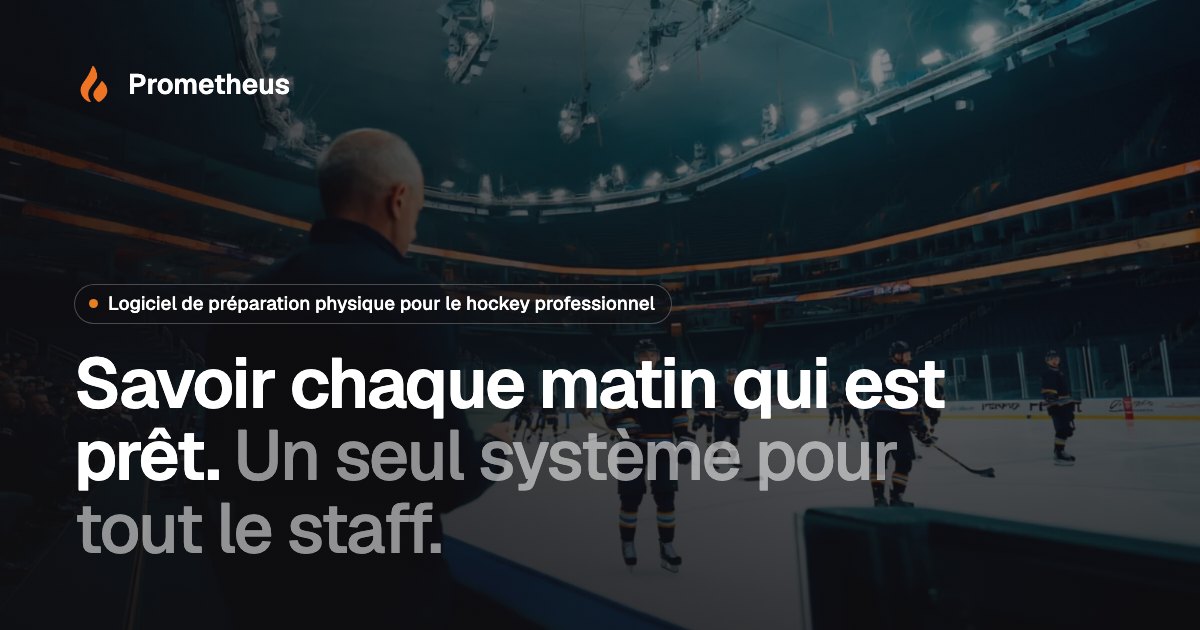 Prometheus
Logiciel de préparation physique pour le hockey professionnel
Savoir chaque matin qui est
prêt. Un seul système pour
tout le staff.